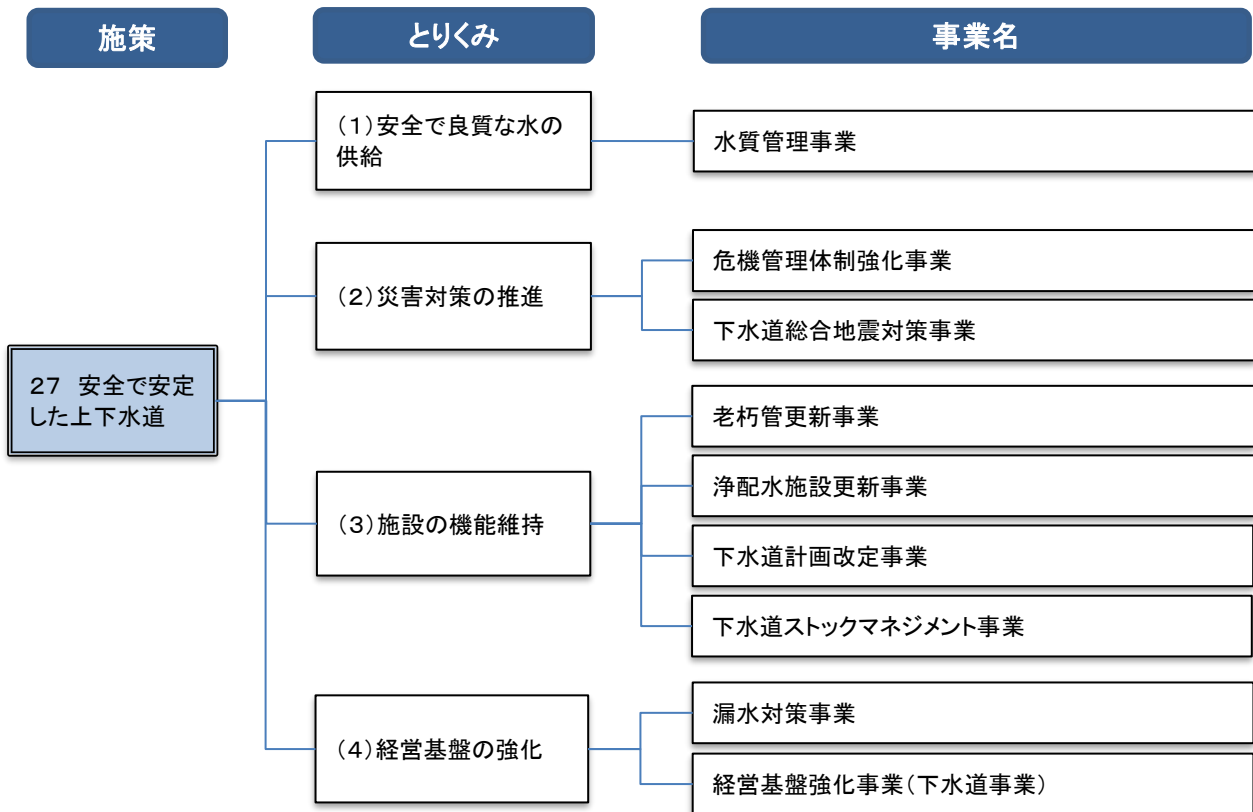 施策
とりくみ
事業名
27 安全で安定
した上下水道
（1）安全で良質な水の
供給
水質管理事業
（2）災害対策の推進
危機管理体制強化事業
下水道総合地震対策事業
（3）施設の機能維持
老朽管更新事業
浄配水施設更新事業
下水道計画改定事業
下水道ストックマネジメント事業
（4）経営基盤の強化
漏水対策事業
経営基盤強化事業（下水道事業）